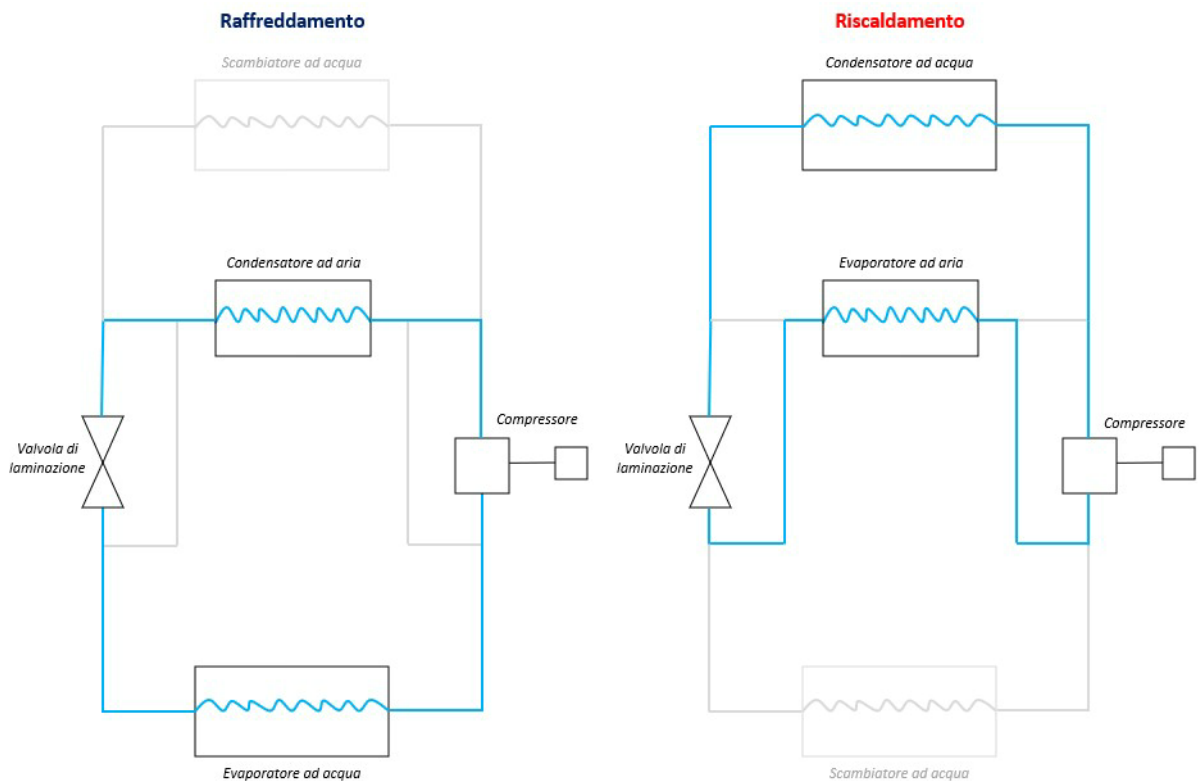 Raffreddamento
Scambiatore ad acqua
Condensatore ad aria
Compressore
Valvola di
laminazione
Evaporatore ad acqua
Riscaldamento
Condensatore ad acqua
Evaporatore ad aria
Compressore
Valvola di
laminazione
Scambiatore ad acqua